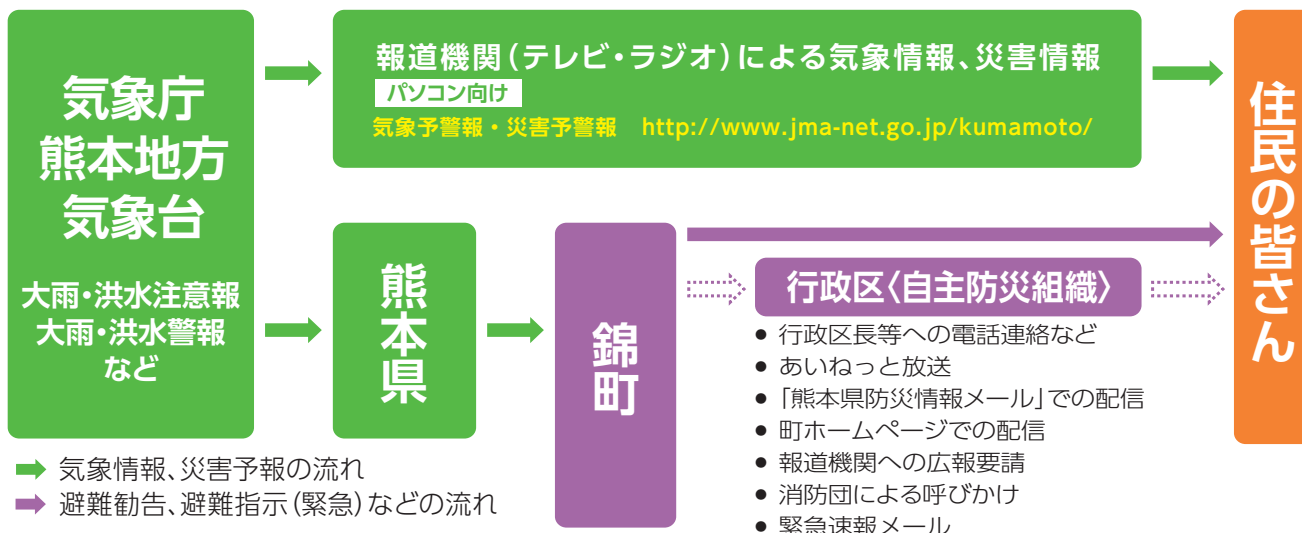 気象庁
熊本地方
気象台
大雨・洪水注意報
大雨・洪水警報
など
報道機関(テレビ・ラジオ)による気象情報、災害情報
パソコン向け
気象予警報・災害予警報 http://www.jma-net.go.jp/kumamoto/
熊本県
錦町
行政区〈自主防災組織〉
● 行政区長等への電話連絡など
● あいねっと放送
● 「熊本県防災情報メール」での配信
● 町ホームページでの配信
● 報道機関への広報要請
● 消防団による呼びかけ
● 緊急速報メール
住民の皆さん
気象情報、災害予報の流れ
避難勧告、避難指示(緊急)などの流れ